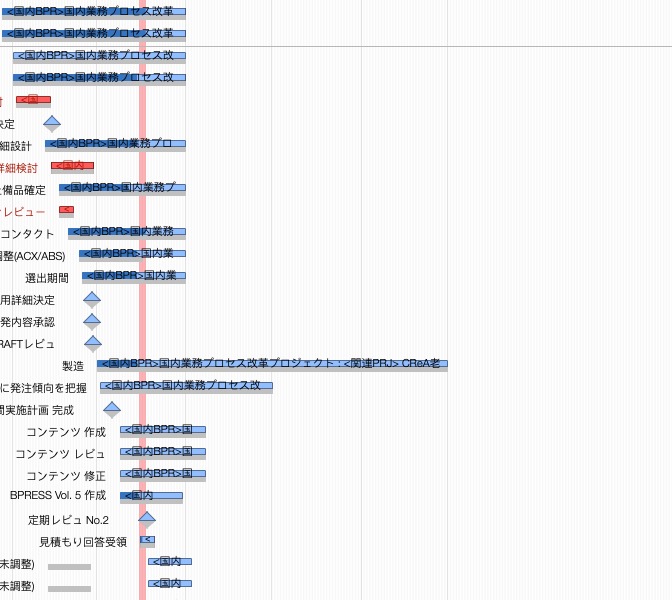 <国内BPR>国内業務プロセス改革
<国内BPR>国内業務プロセス改革
<国内BPR>国内業務プロセス改
<国内BPR>国内業務プロセス改
討 <国
決定
細設計 <国内BPR>国内業務プロ
詳細検討 <国内
備品確定 <国内BPR>国内業務プ
レビュー <
コンタクト <国内BPR>国内業務
整(ACX/ABS) <国内BPR>国内業
選出期間 <国内BPR>国内業
用詳細決定
発内容承認
RAFTレビュ
製造 <国内BPR>国内業務プロセス改革プロジェクト : <関連PRJ> CReA老
に発注傾向を把握 <国内BPR>国内業務プロセス改
間実施計画 完成
コンテンツ 作成 <国内BPR>国
コンテンツ レビュ <国内BPR>国
コンテンツ 修正 <国内BPR>国
BPRESS Vol. 5 作成 <国内
定期レビュ No.2
見積もり回答受領 <
未調整) <国内
未調整) <国内